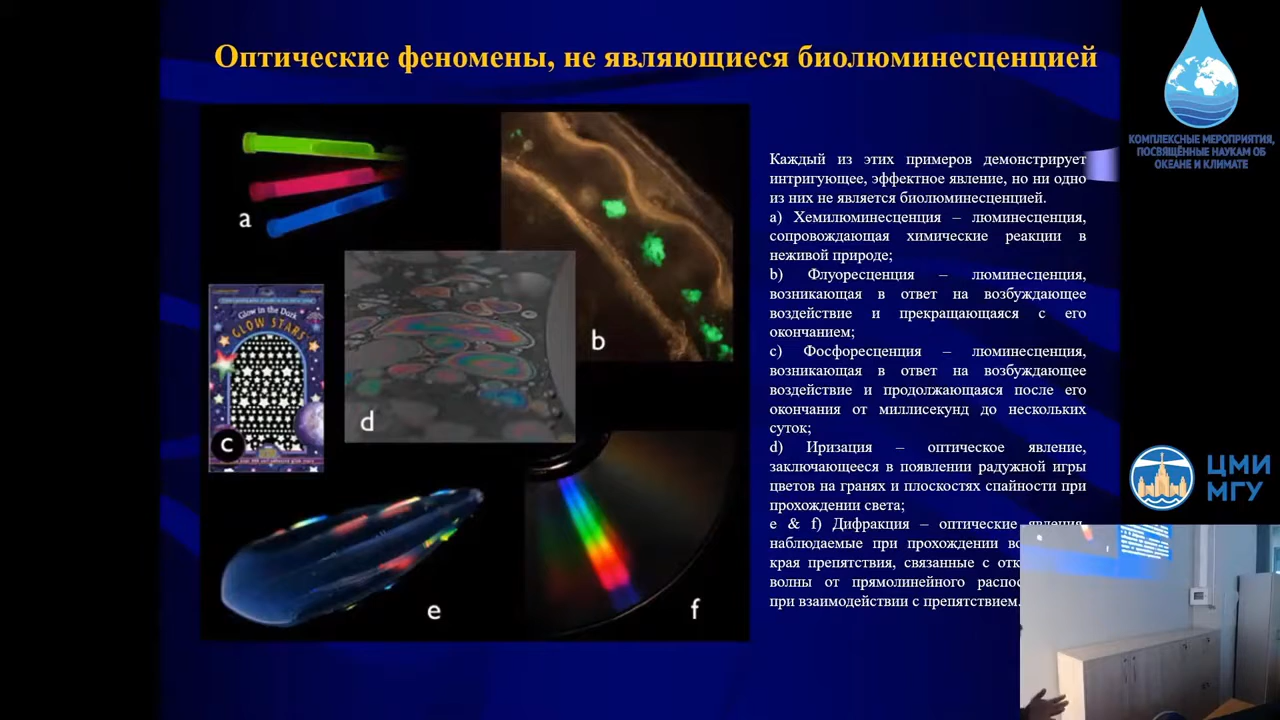 Оптические феномены, не являющиеся биолюминесценцией
КОМПЛЕКСНЫЕ МЕРОПРИЯТИЯ,
ПОСВЯЩЁННЫЕ НАУКАМ ОБ
ОКЕАНЕ И КЛИМАТЕ
a
b
Glow in the Dark
GLOW STARS
c
d
e
f
Каждый из этих примеров демонстрирует
интригующее, эффектное явление, но ни одно
из них не является биолюминесценцией.
a) Хемилюминесценция – люминесценция,
сопровождающая химические реакции в
неживой природе;
b) Флуоресценция – люминесценция,
возникающая в ответ на возбуждающее
воздействие и прекращающаяся с его
окончанием;
c) Фосфоресценция – люминесценция,
возникающая в ответ на возбуждающее
воздействие и продолжающаяся после его
окончания от миллисекунд до нескольких
суток;
d) Иризация – оптическое явление,
заключающееся в появлении радужной игры
цветов на гранях и плоскостях спайности при
прохождении света;
e & f) Дифракция – оптические явления,
наблюдаемые при прохождении
края препятствия, связанные с
волны от прямолинейного
при взаимодействии с препятствием.
ЦМИ
МГУ